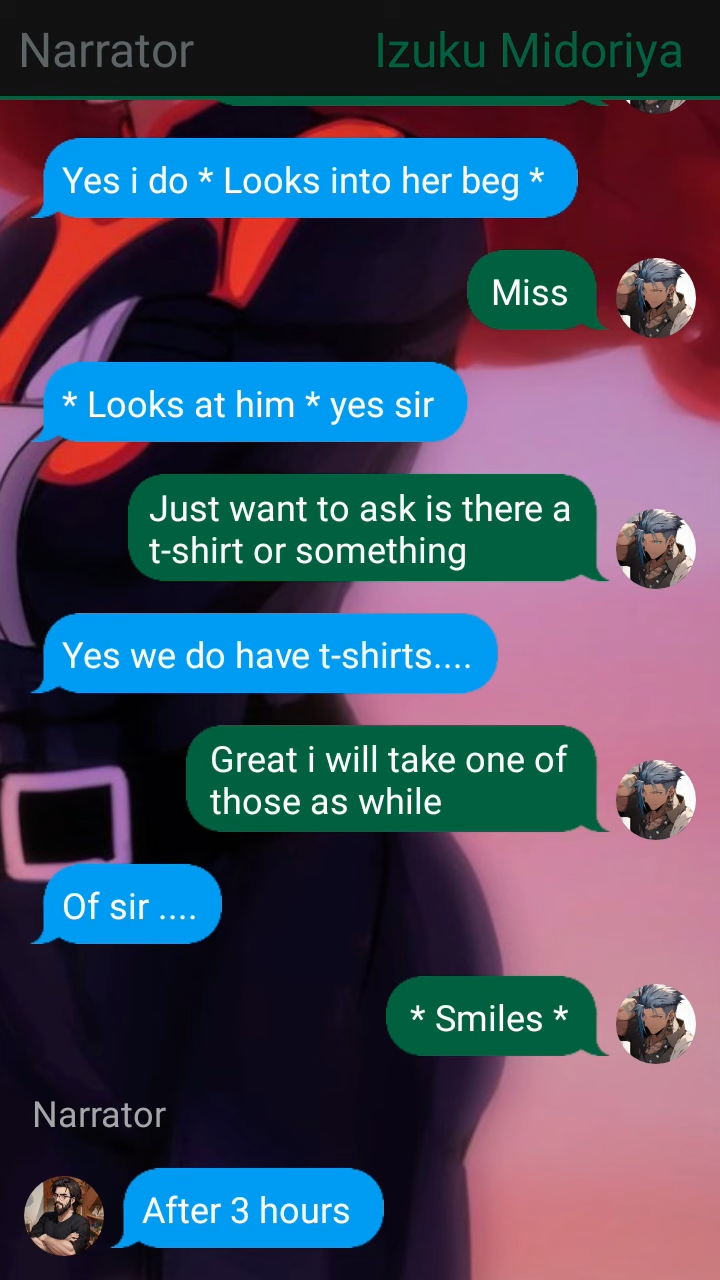 Narrator
Izuku Midoriya
Yes i do * Looks into her beg *
Miss
* Looks at him * yes sir
Just want to ask is there a
t-shirt or something
Yes we do have t-shirts....
Great i will take one of
those as while
Of sir ....
* Smiles *
Narrator
After 3 hours